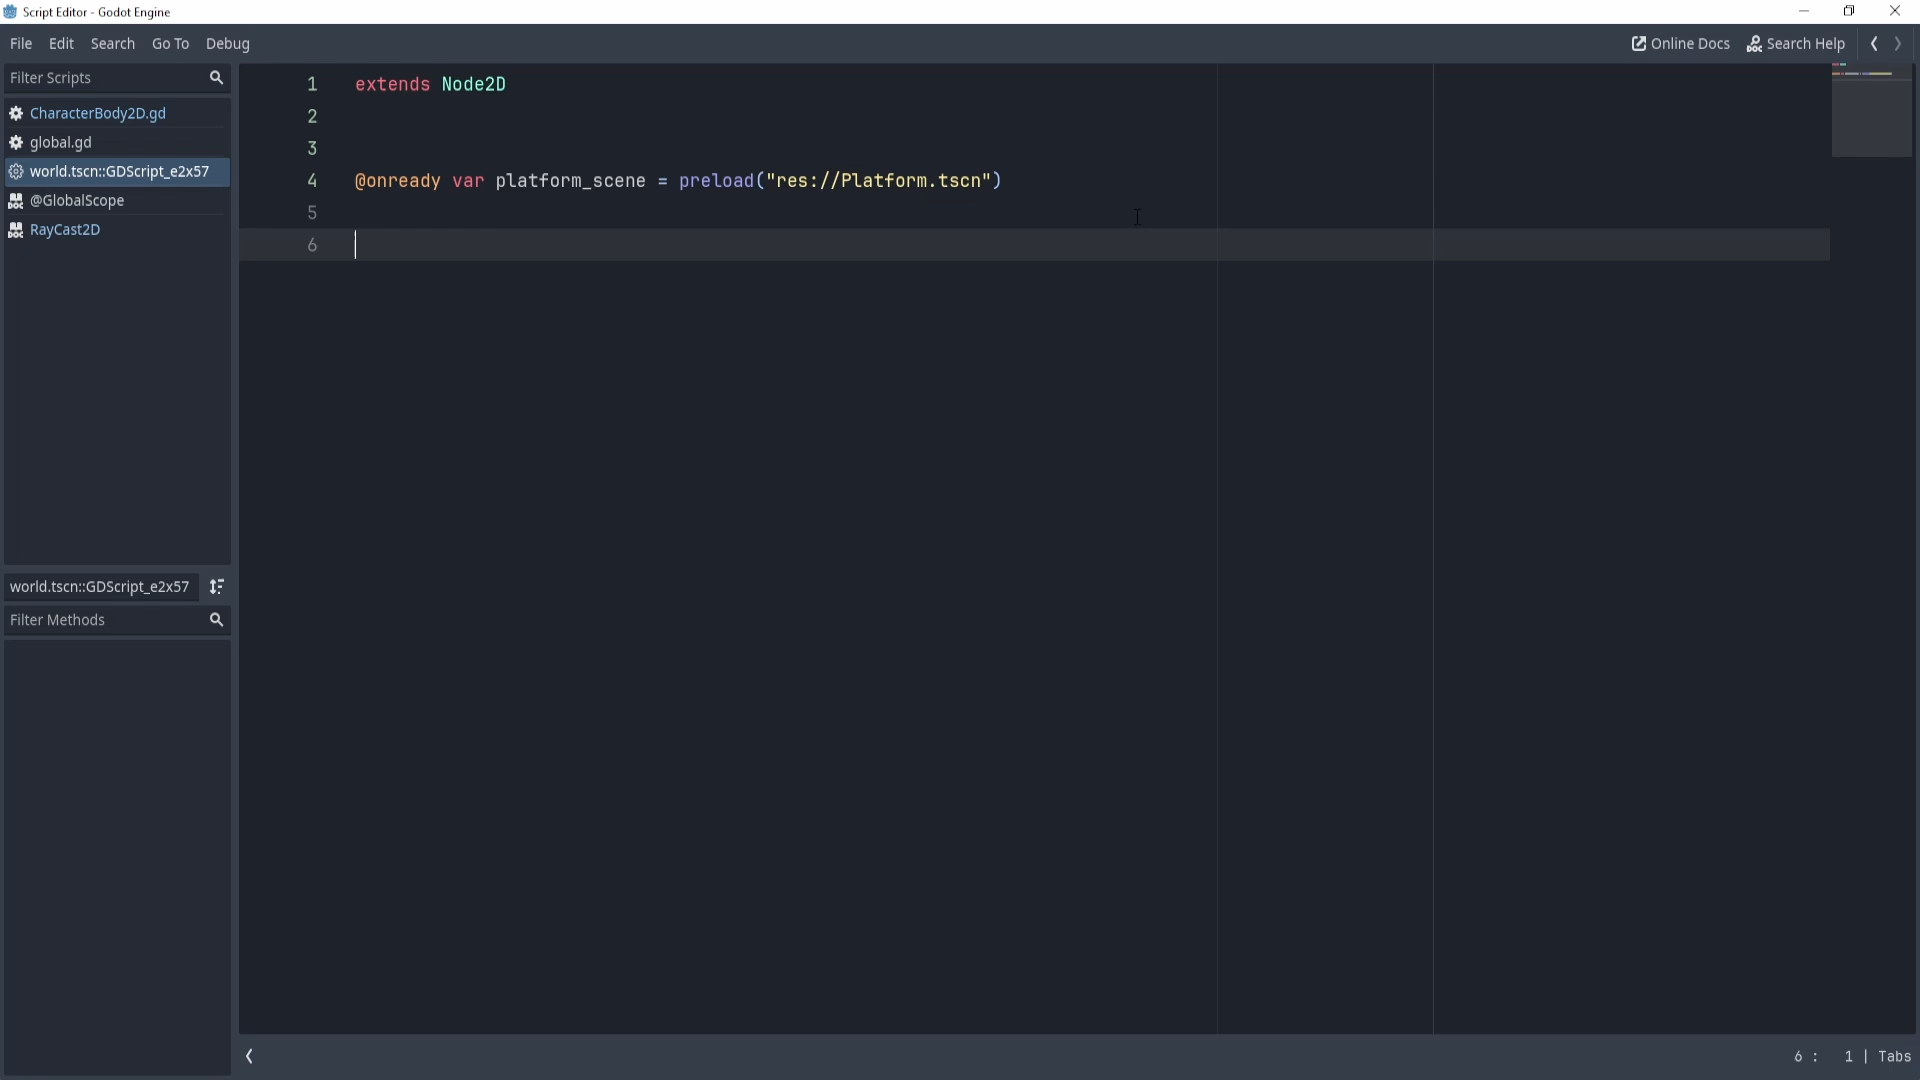 Script Editor - Godot Engine
File Edit Search Go To Debug
Online Docs Search Help
Filter Scripts
CharacterBody2D.gd
global.gd
world.tscn::GDScript_e2x57
@GlobalScope
RayCast2D
world.tscn::GDScript_e2x57
Filter Methods
1 extends Node2D
2
3
4 @onready var platform_scene = preload("res://Platform.tscn")
5
6
6 : 1 | Tabs